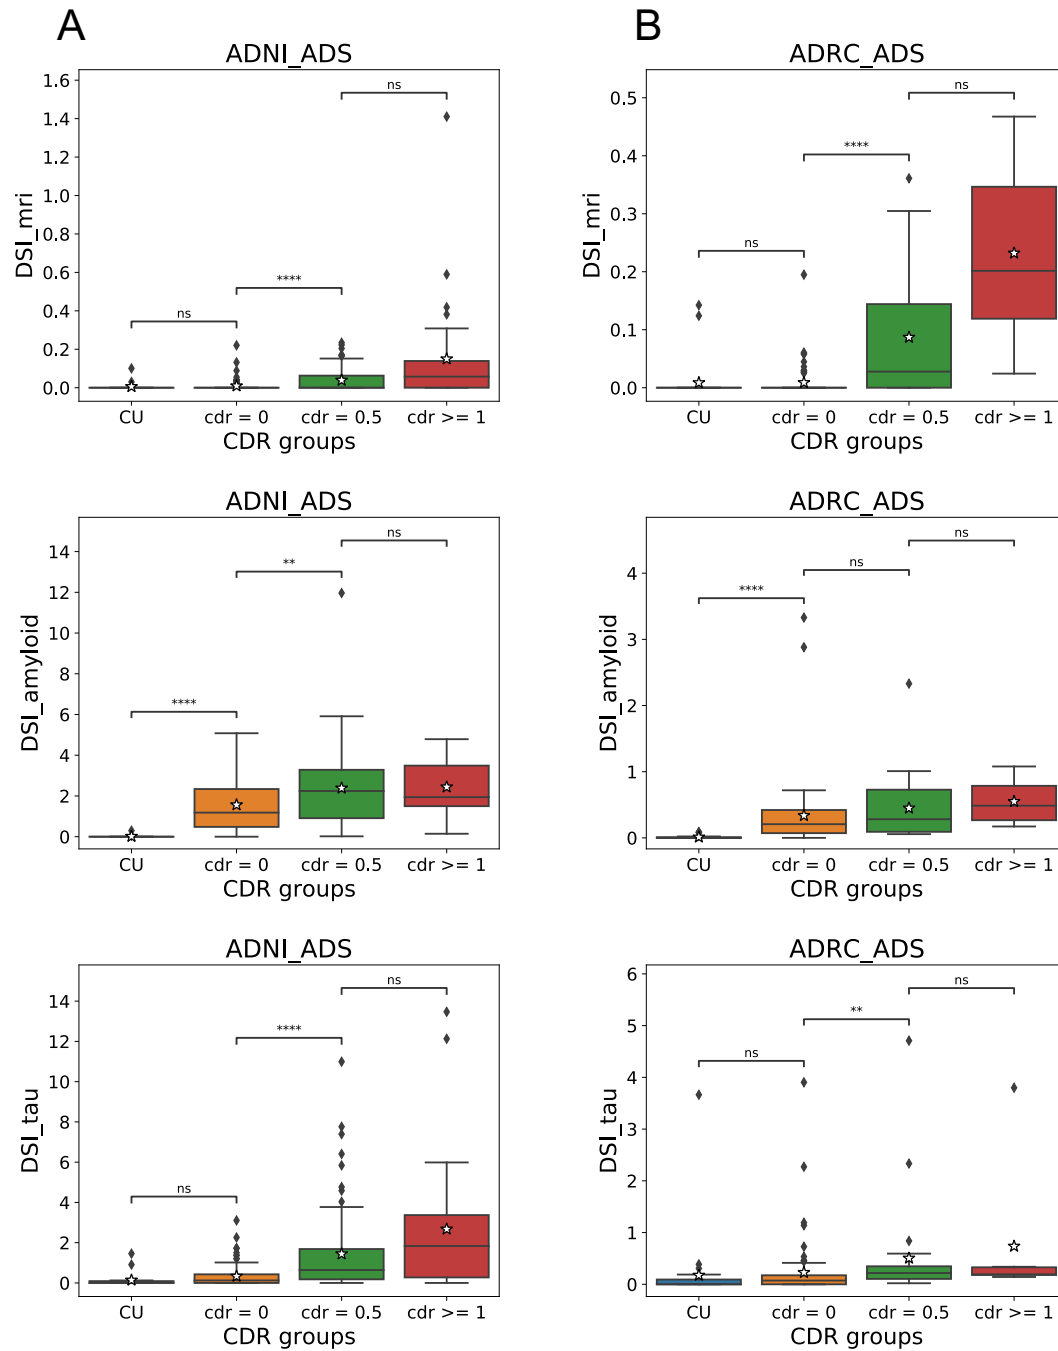 A
B
ADNI_ADS
1.6
1.4
1.2
1.0
0.8
0.6
0.4
0.2
0.0
DSI_mri
ns
****
ns
CU
cdr = 0
cdr = 0.5
cdr >= 1
CDR groups
ADRC_ADS
0.5
0.4
0.3
0.2
0.1
0.0
DSI_mri
ns
****
ns
CU
cdr = 0
cdr = 0.5
cdr >= 1
CDR groups
ADNI_ADS
14
12
10
8
6
4
2
0
DSI_amyloid
ns
**
****
CU
cdr = 0
cdr = 0.5
cdr >= 1
CDR groups
ADRC_ADS
4
3
2
1
0
DSI_amyloid
ns
ns
****
CU
cdr = 0
cdr = 0.5
cdr >= 1
CDR groups
ADNI_ADS
14
12
10
8
6
4
2
0
DSI_tau
ns
****
ns
CU
cdr = 0
cdr = 0.5
cdr >= 1
CDR groups
ADRC_ADS
6
5
4
3
2
1
0
DSI_tau
ns
**
ns
CU
cdr = 0
cdr = 0.5
cdr >= 1
CDR groups